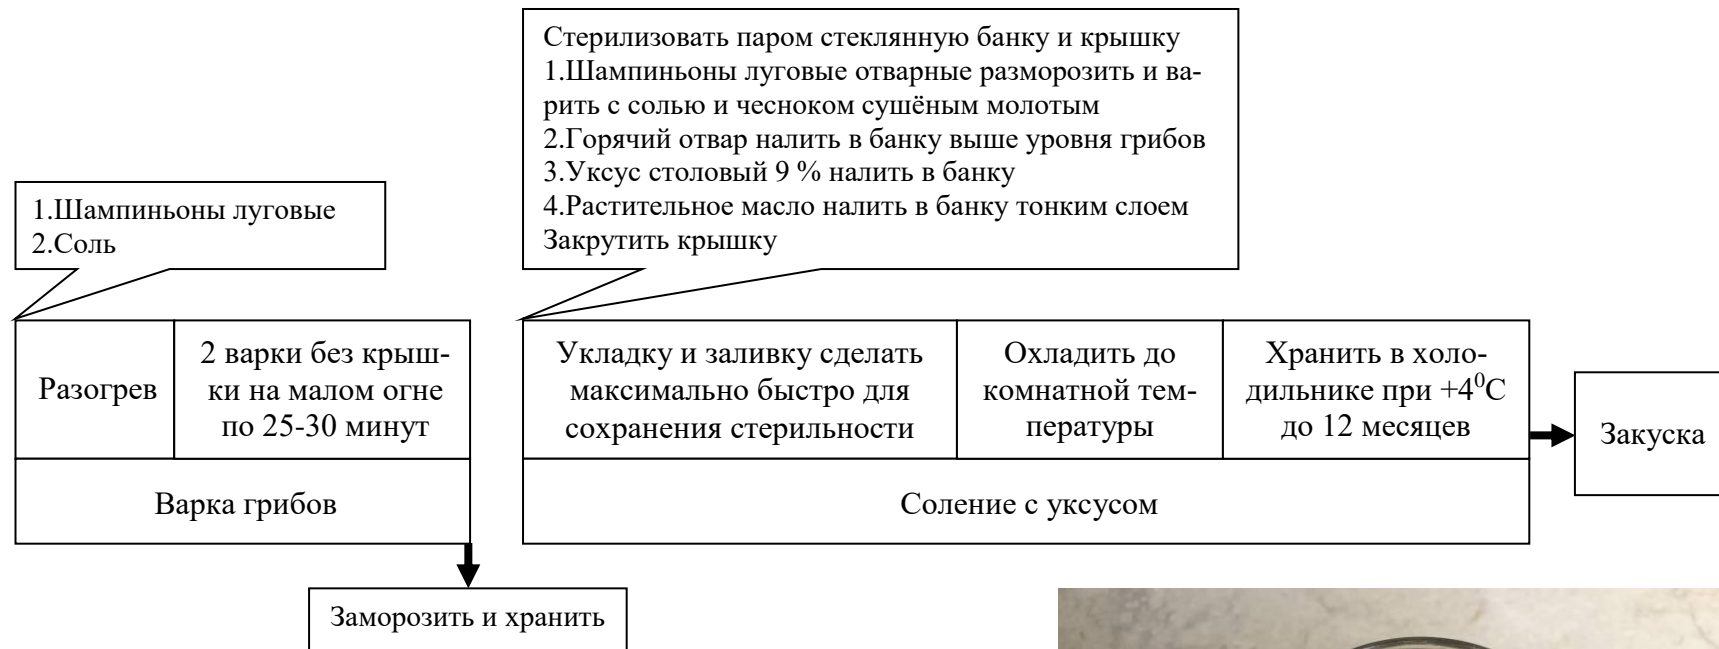 Стерилизовать паром стеклянную банку и крышку
1.Шампиньоны луговые отварные разморозить и ва-
рить с солью и чесноком сушёным молотым
2.Горячий отвар налить в банку выше уровня грибов
3.Уксус столовый 9 % налить в банку
4.Растительное масло налить в банку тонким слоем
Закрутить крышку
1.Шампиньоны луговые
2.Соль
Разогрев
2 варки без крыш-
ки на малом огне
по 25-30 минут
Варка грибов
Укладку и заливку сделать
максимально быстро для
сохранения стерильности
Охладить до
комнатной тем-
пературы
Хранить в холо-
дильнике при +4⁰С
до 12 месяцев
Соление с уксусом
Закуска
Заморозить и хранить